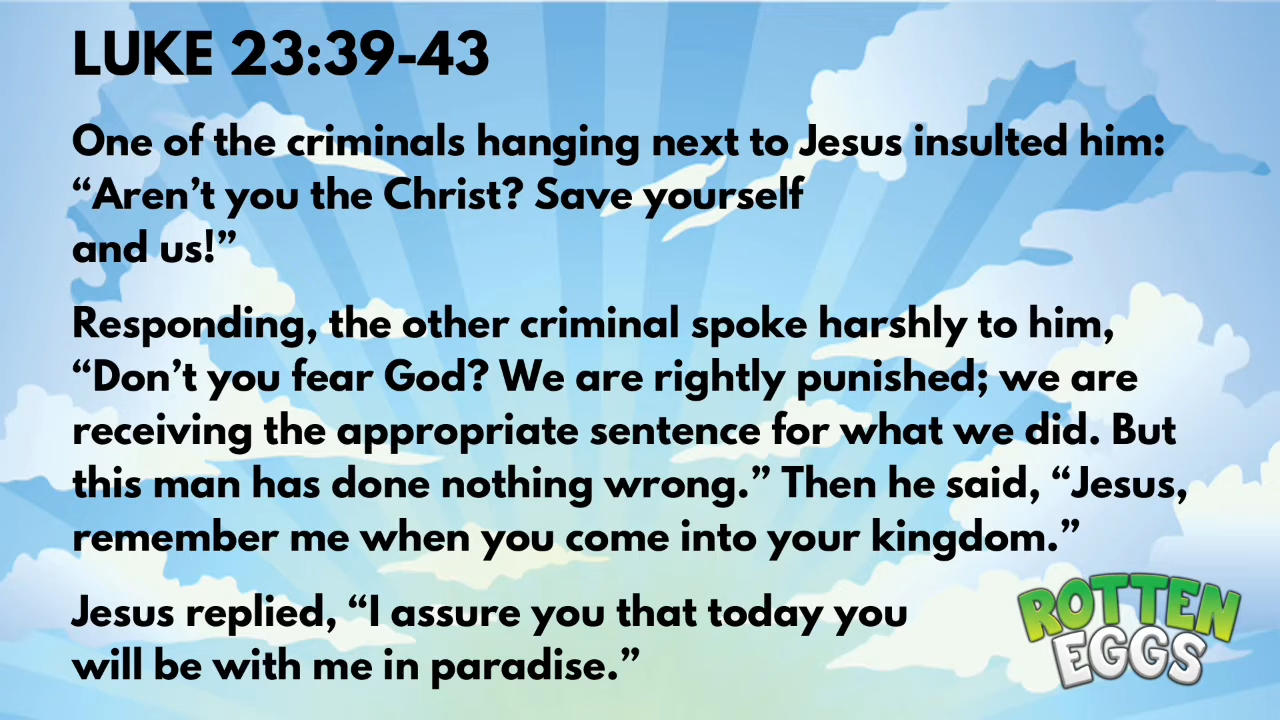 LUKE 23:39-43
One of the criminals hanging next to Jesus insulted him:
“Aren’t you the Christ? Save yourself
and us!”
Responding, the other criminal spoke harshly to him,
“Don’t you fear God? We are rightly punished; we are
receiving the appropriate sentence for what we did. But
this man has done nothing wrong.” Then he said, “Jesus,
remember me when you come into your kingdom.”
Jesus replied, “I assure you that today you
will be with me in paradise.”
ROTTEN
EGGS